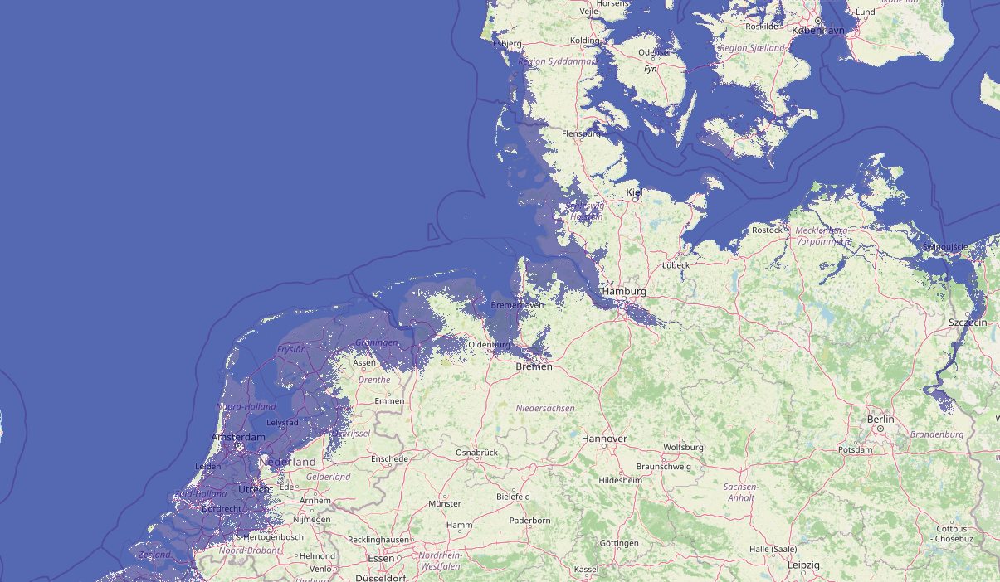 Horsens
Vejle
Skåne län
Lund
Roskilde
København
Esbjerg
Kolding
Odense
Region Sjælland
Region Syddanmark
Fyn
Flensburg
Kiel
Schleswig-
Holstein
Rostock
Mecklenburg-
Vorpommern
Świnoujście
Lübeck
Hamburg
Bremerhaven
Szczecin
Groningen
Fryslân
Oldenburg
Assen
Bremen
Drenthe
Emmen
Noord-Holland
Niedersachsen
Lelystad
Berlin
Amsterdam
Overijssel
Brandenburg
Hannover
Wolfsburg
Potsdam
Nederland
Enschede
Osnabrück
Leiden
Braunschweig
Gelderland
Hildesheim
Utrecht
Ede
Sachsen-
Anhalt
Zuid-Holland
Arnhem
Bielefeld
Münster
Dordrecht
Nijmegen
Paderborn
Hamm
Cottbus
- Chóśebuz
's-Hertogenbosch
Recklinghausen
Göttingen
Noord-Brabant
Halle (Saale)
Zeeland
Helmond
Essen
Nordrhein-
Westfalen
Leipzig
Venlo
Kassel
Limburg
Düsseldorf